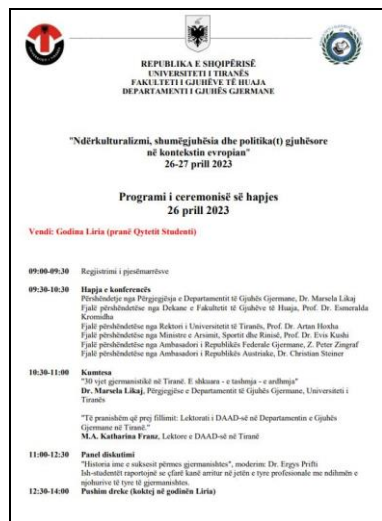 REPUBLIKA E SHQIPËRISË
UNIVERSITETI I TIRANËS
FAKULTETI I GJUHËVE TË HUAJA
DEPARTAMENTI I GJUHËS GJERMANE
"Ndërkulturalizmi, shumëgjuhësia dhe politika(t) gjuhësore
në kontekstin evropian"
26-27 prill 2023
Programi i ceremonisë së hapjes
26 prill 2023
Vendi: Godina Liria (pranë Qytetit Studenti)
09:00-09:30 Regjistrimi i pjesëmarrësve
09:30-10:30 Hapja e konferencës
Përshëndetje nga Përgjegjësja e Departamentit të Gjuhës Gjermane, Dr. Marsela Likaj
Fjalë përshëndetëse nga Dekane e Fakultetit të Gjuhëve të Huaja, Prof. Dr. Esmeralda
Kromidha
Fjalë përshëndetëse nga Rektori i Universitetit të Tiranës, Prof. Dr. Artan Hoxha
Fjalë përshëndetëse nga Ministre e Arsimit, Sportit dhe Rinisë, Prof. Dr. Evis Kushi
Fjalë përshëndetëse nga Ambasadori i Republikës Federale Gjermane, Z. Peter Zingraf
Fjalë përshëndetëse nga Ambasadori i Republikës Austriake, Dr. Christian Steiner
10:30-11:00 Kumtesa
"30 vjet gjermanistikë në Tiranë. E shkuara - e tashmja - e ardhmja"
Dr. Marsela Likaj, Përgjegjëse e Departamentit të Gjuhës Gjermane, Universiteti i
Tiranës
"Të pranishëm që prej fillimit: Lektorati i DAAD-së në Departamentin e Gjuhës
Gjermane në Tiranë."
M.A. Katharina Franz, Lektore e DAAD-së në Tiranë
11:00-12:30 Panel diskutimi
"Historia ime e suksesit përmes gjermanishtes", moderim: Dr. Ergys Prifti
Ish-studentët raportojnë se çfarë kanë arritur në jetën e tyre profesionale me ndihmën e
njohurive të tyre të gjermanishtes.
12:30-14:00 Pushim dreke (koktej në godinën Liria)